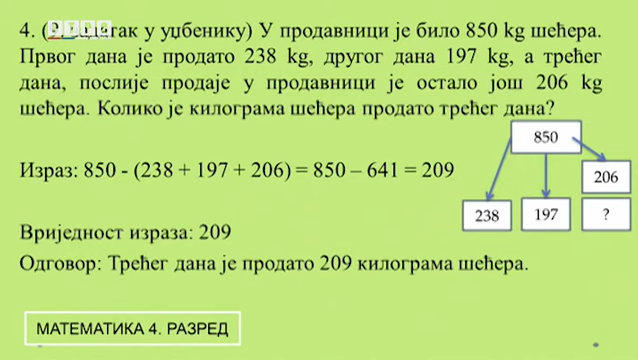 4. (2. задатак у уџбенику) У продавници је било 850 kg шећера.
Првог дана је продато 238 kg, другог дана 197 kg, а трећег
дана, послије продаје у продавници је остало још 206 kg
шећера. Колико је килограма шећера продато трећег дана?
850
Израз: 850 - (238 + 197 + 206) = 850 – 641 = 209
206
238
197
?
Вриједност израза: 209
Одговор: Трећег дана је продато 209 килограма шећера.
МАТЕМАТИКА 4. РАЗРЕД